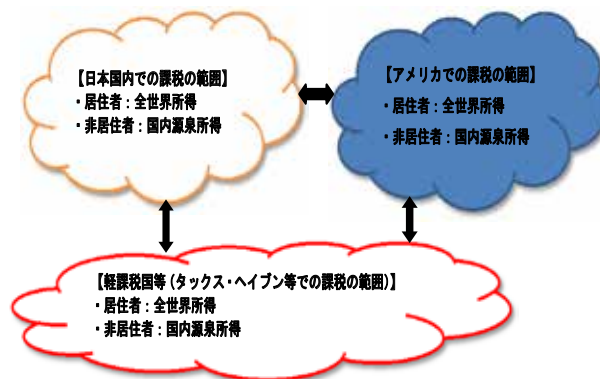 【日本国内での課税の範囲】
・居住者：全世界所得
・非居住者：国内源泉所得
【アメリカでの課税の範囲】
・居住者：全世界所得
・非居住者：国内源泉所得
【軽課税国等(タックス・ヘイブン等での課税の範囲)】
・居住者：全世界所得
・非居住者：国内源泉所得